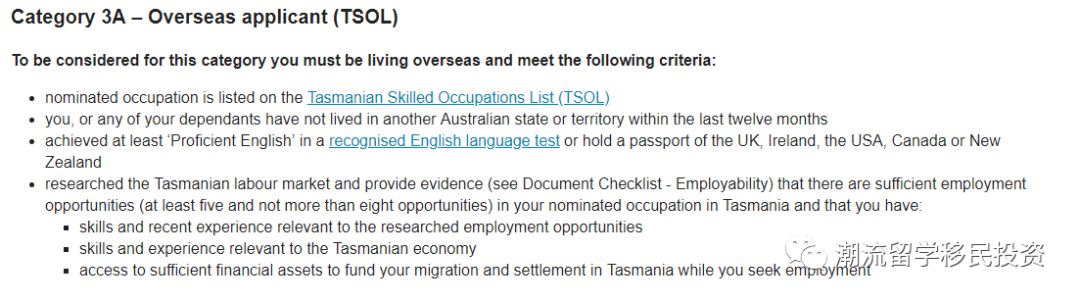 Category 3A – Overseas applicant (TSOL)
To be considered for this category you must be living overseas and meet the following criteria:
• nominated occupation is listed on the Tasmanian Skilled Occupations List (TSOL)
• you, or any of your dependants have not lived in another Australian state or territory within the last twelve months
• achieved at least ‘Proficient English’ in a recognised English language test or hold a passport of the UK, Ireland, the USA, Canada or New
Zealand
• researched the Tasmanian labour market and provide evidence (see Document Checklist - Employability) that there are sufficient employment
opportunities (at least five and not more than eight opportunities) in your nominated occupation in Tasmania and that you have:
▪ skills and recent experience relevant to the researched employment opportunities
▪ skills and experience relevant to the Tasmanian economy
▪ access to sufficient financial assets to fund your migration and settlement in Tasmania while you seek employment
潮流留学移民投资